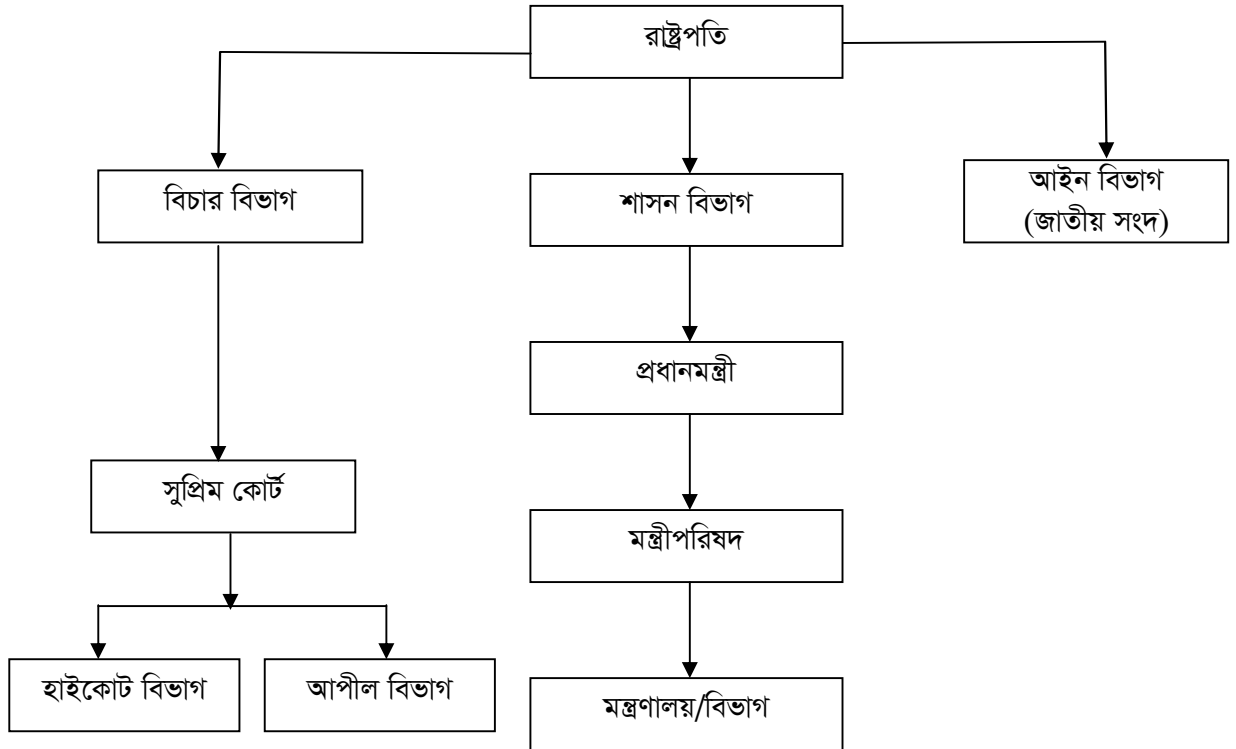 রাষ্ট্রপতি
বিচার বিভাগ
শাসন বিভাগ
আইন বিভাগ
(জাতীয় সংদ)
প্রধানমন্ত্রী
সুপ্রিম কোর্ট
মন্ত্রীপরিষদ
হাইকোট বিভাগ
আপীল বিভাগ
মন্ত্রণালয়/বিভাগ